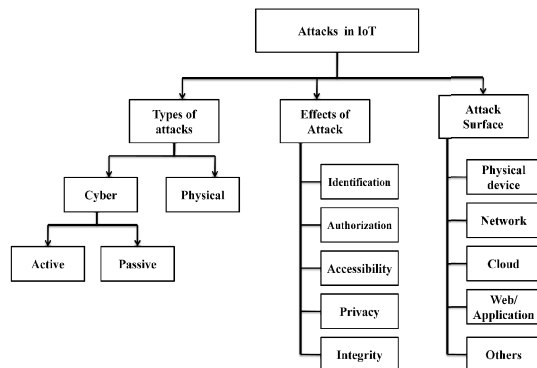 Attacks in IoT
Types of
attacks
Effects of
Attack
Attack
Surface
Cyber
Physical
Active
Passive
Identification
Authorization
Accessibility
Privacy
Integrity
Physical
device
Network
Cloud
Web/
Application
Others